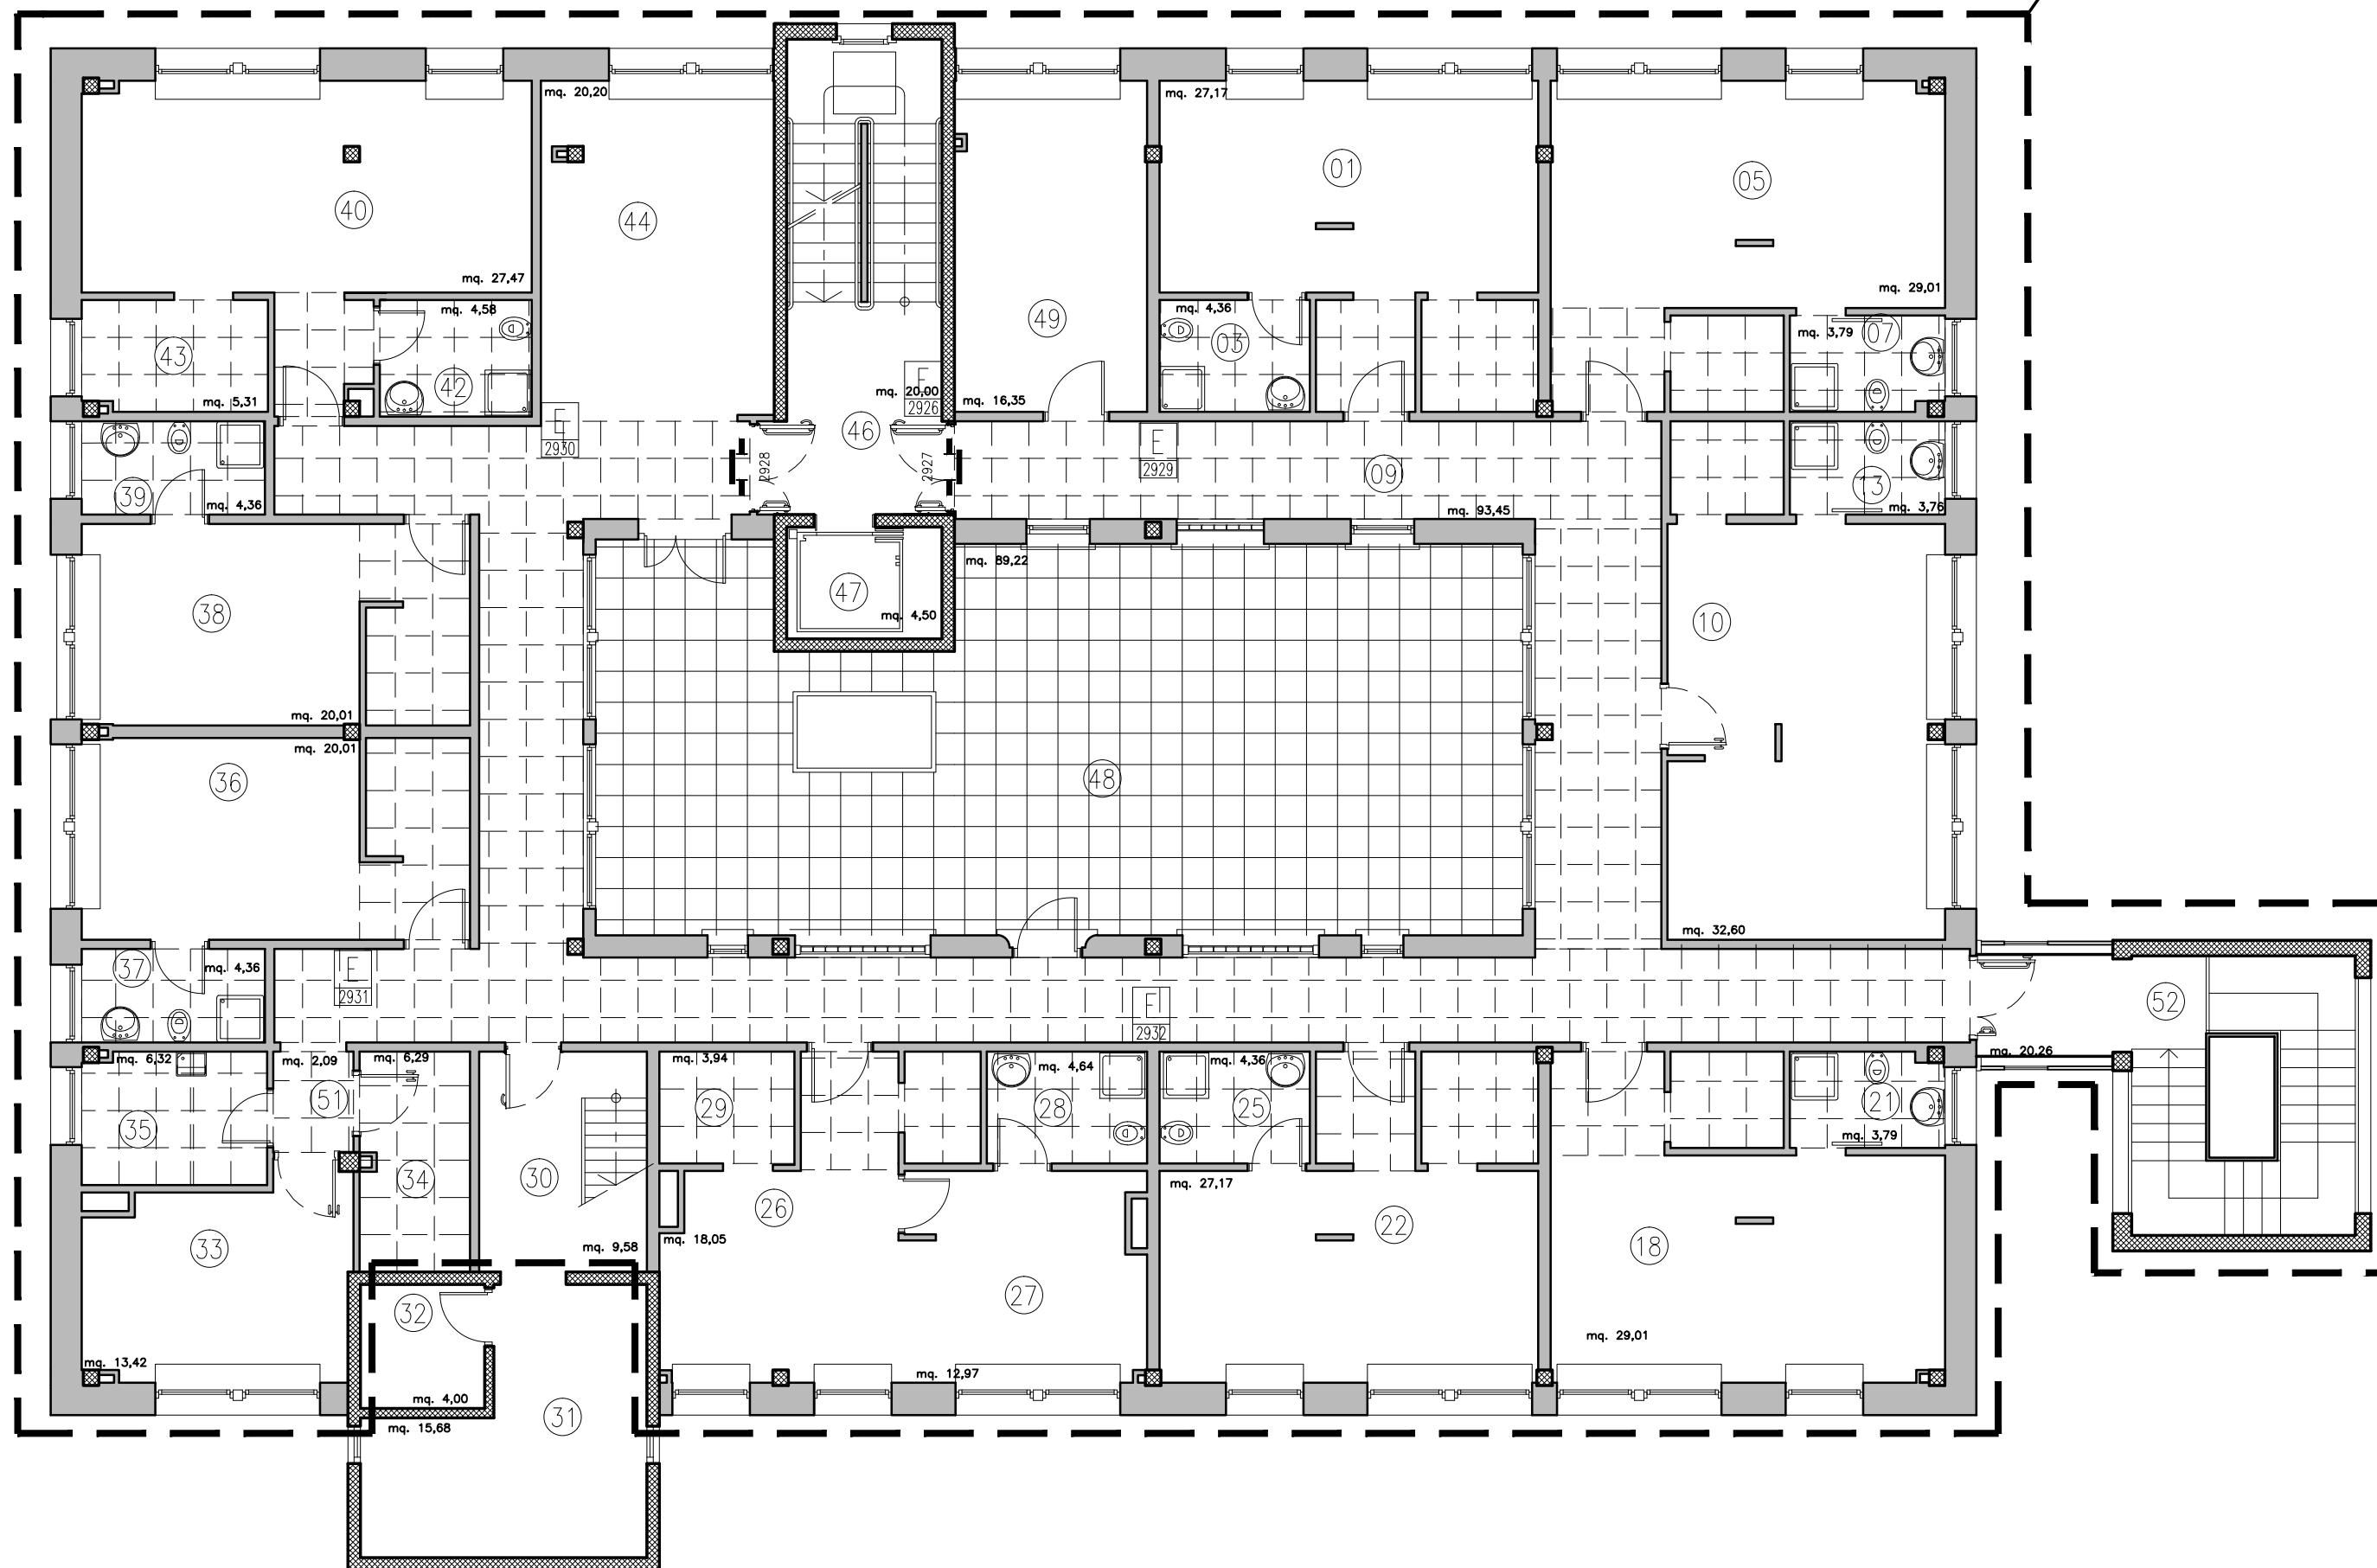 mq. 20,20
mq. 27,17
01
05
40
44
mq. 27,47
mq. 4,58
49
mq. 4,36
03
mq. 29,01
mq. 3,79
07
43
42
mq. 5,31
E
mq. 20,00
2926
mq. 16,35
E
2930
46
E
2929
2928
2927
09
39
mq. 4,36
13
mq. 3,76
mq. 93,45
mq. 89,22
47
mq. 4,50
38
10
mq. 20,01
mq. 20,01
36
48
mq. 32,60
37
mq. 4,36
E
2931
E
2932
52
mq. 20,26
mq. 6,32
mq. 2,09
mq. 6,29
mq. 3,94
mq. 4,64
mq. 4,36
51
35
29
28
25
21
mq. 3,79
34
30
26
mq. 27,17
22
33
mq. 9,58
mq. 18,05
18
27
32
mq. 29,01
mq. 13,42
mq. 4,00
mq. 12,97
31
mq. 15,68